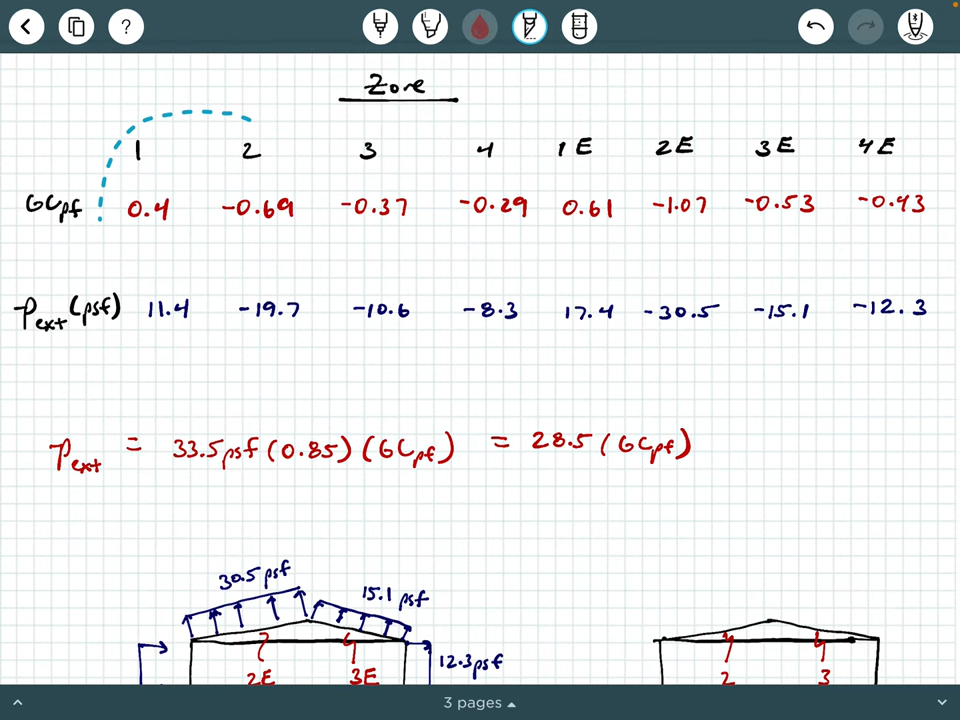 ?
Zone
1 2 3 4 1E 2E 3E 4E
GCpf 0.4 -0.69 -0.37 -0.29 0.61 -1.07 -0.53 -0.43
Pext (psf) 11.4 -19.7 -10.6 -8.3 17.4 -30.5 -15.1 -12.3
Pext = 33.5psf (0.85) (GCpf) = 28.5 (GCpf)
30.5 psf
15.1 psf
12.3 psf
2E 3E
2 3
3 pages